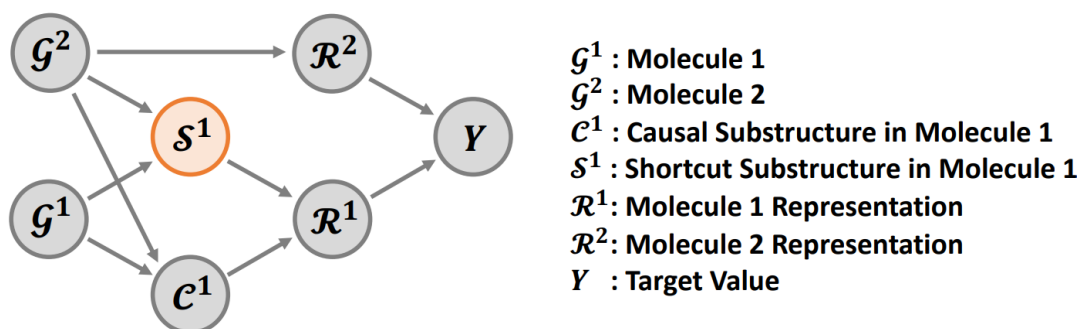 𝒢²
ℛ²
𝒮¹
Y
𝒢¹
ℛ¹
𝒞¹
𝒢¹ : Molecule 1
𝒢² : Molecule 2
𝒞¹ : Causal Substructure in Molecule 1
𝒮¹ : Shortcut Substructure in Molecule 1
ℛ¹: Molecule 1 Representation
ℛ²: Molecule 2 Representation
Y : Target Value